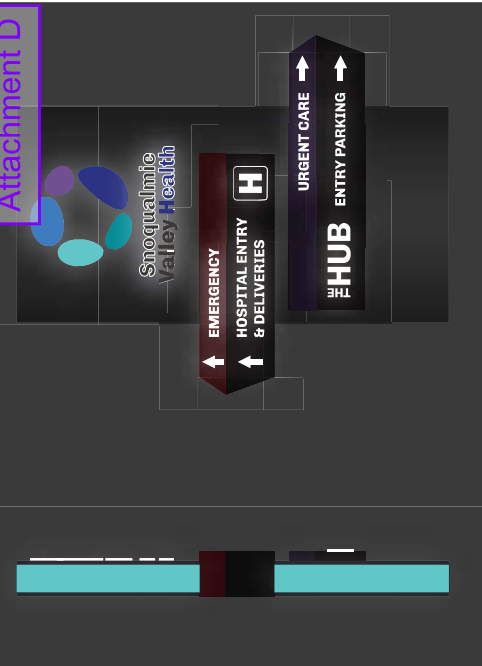 Attachment D
Snoqualmie
Valley Health
EMERGENCY
HOSPITAL ENTRY
& DELIVERIES
H
URGENT CARE
ENTRY PARKING
THE HUB